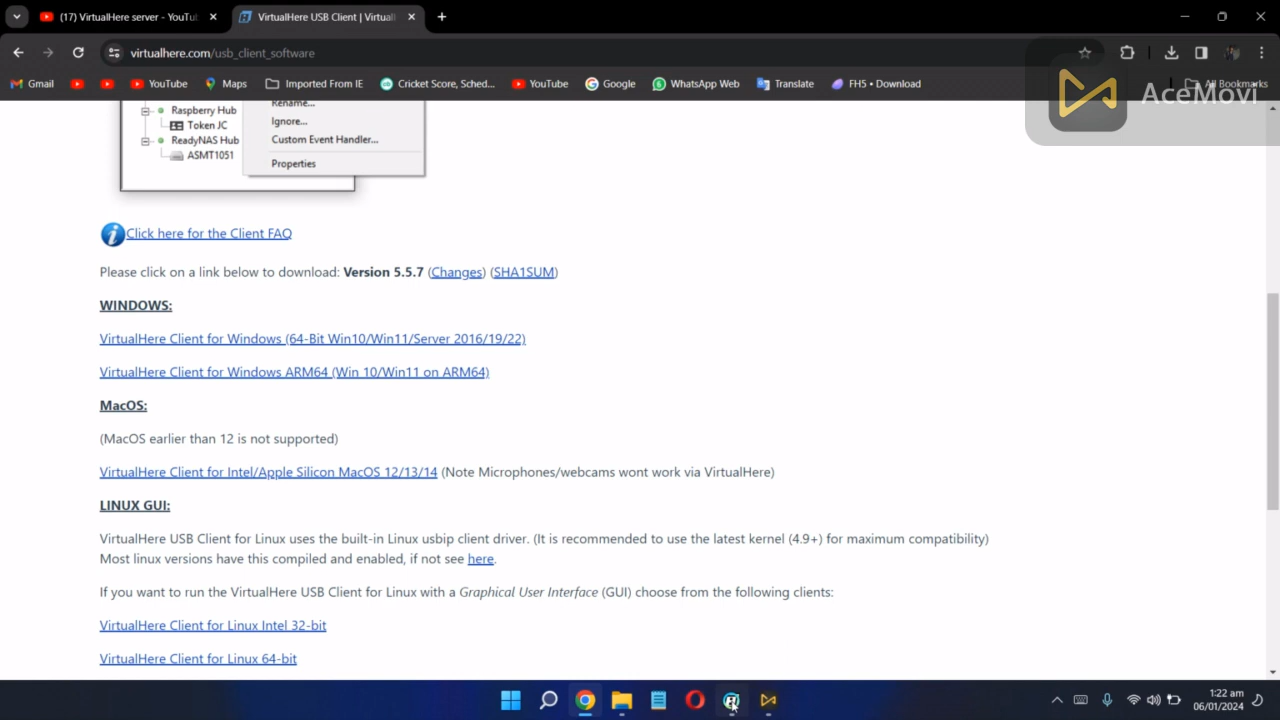 (17) VirtualHere server - YouTu
VirtualHere USB Client | Virtual
virtualhere.com/usb_client_software
Gmail
YouTube
Maps
Imported From IE
Cricket Score, Sched...
YouTube
Google
WhatsApp Web
Translate
FH5 • Download
All Bookmarks
AceMovi
Rename...
Raspberry Hub
Ignore...
Token JC
ReadyNAS Hub
Custom Event Handler...
ASMT1051
Properties
Click here for the Client FAQ
Please click on a link below to download: Version 5.5.7 (Changes) (SHA1SUM)
WINDOWS:
VirtualHere Client for Windows (64-Bit Win10/Win11/Server 2016/19/22)
VirtualHere Client for Windows ARM64 (Win 10/Win11 on ARM64)
MacOS:
(MacOS earlier than 12 is not supported)
VirtualHere Client for Intel/Apple Silicon MacOS 12/13/14 (Note Microphones/webcams wont work via VirtualHere)
LINUX GUI:
VirtualHere USB Client for Linux uses the built-in Linux usbip client driver. (It is recommended to use the latest kernel (4.9+) for maximum compatibility)
Most linux versions have this compiled and enabled, if not see here.
If you want to run the VirtualHere USB Client for Linux with a Graphical User Interface (GUI) choose from the following clients:
VirtualHere Client for Linux Intel 32-bit
VirtualHere Client for Linux 64-bit
1:22 am
06/01/2024